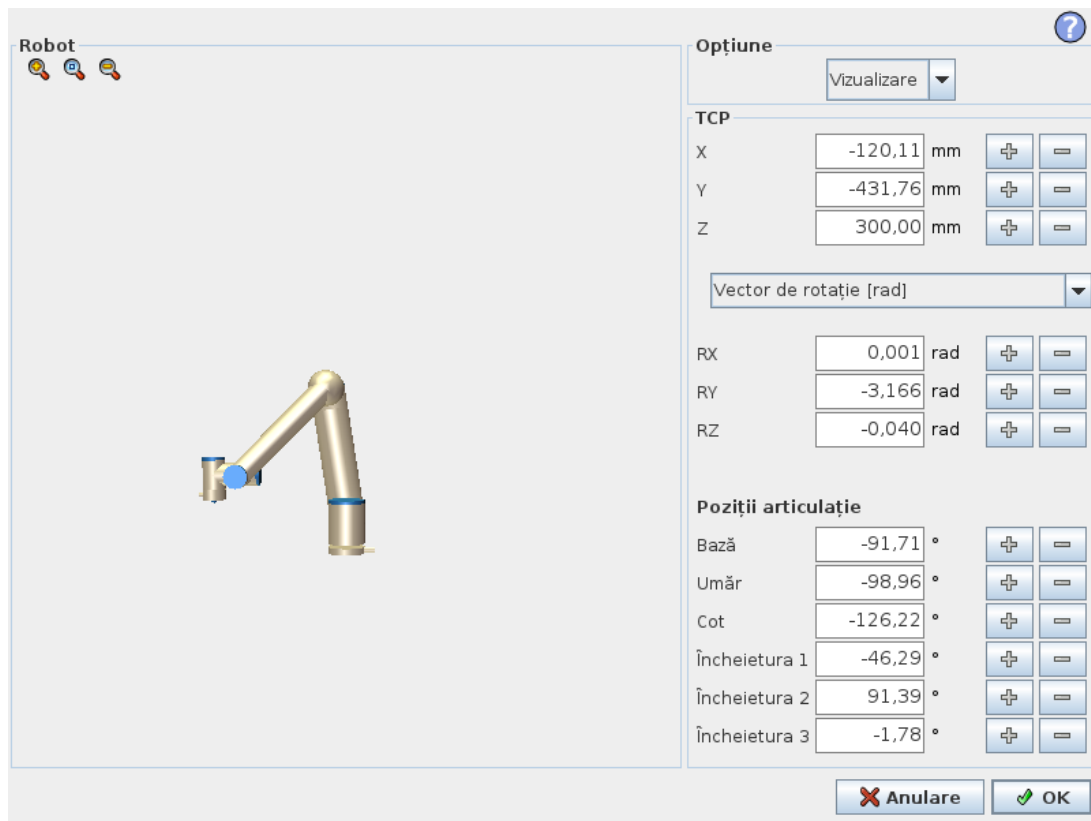 Robot
?
Opțiune
Vizualizare
TCP
X -120,11 mm
Y -431,76 mm
Z 300,00 mm
Vector de rotație [rad]
RX 0,001 rad
RY -3,166 rad
RZ -0,040 rad
Poziții articulație
Bază -91,71 °
Umăr -98,96 °
Cot -126,22 °
Încheietura 1 -46,29 °
Încheietura 2 91,39 °
Încheietura 3 -1,78 °
Anulare OK